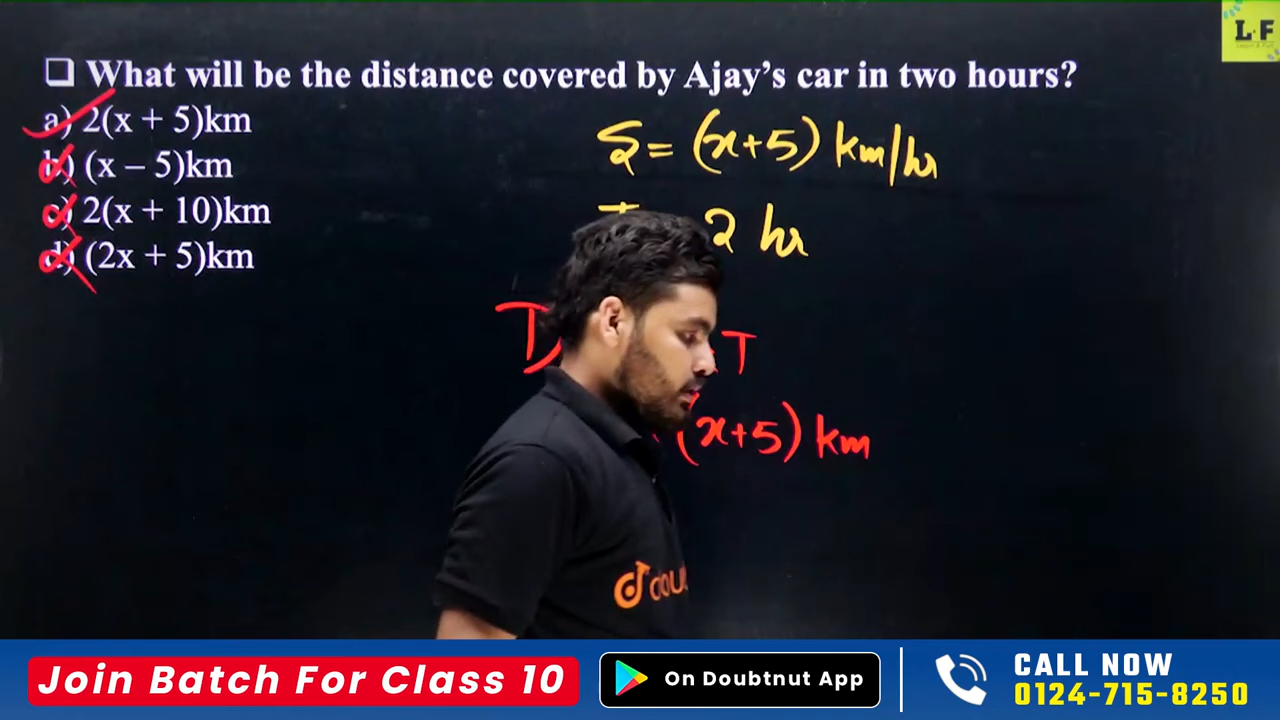 L·F
❑ What will be the distance covered by Ajay's car in two hours?
a) 2(x + 5)km
b) (x – 5)km
c) 2(x + 10)km
d) (2x + 5)km
S = (x+5) km/hr
2 hr
D T
(x+5) km
Join Batch For Class 10
On Doubtnut App
CALL NOW
0124-715-8250